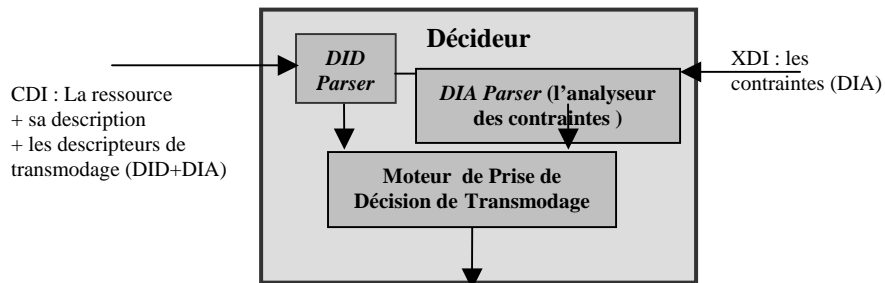 Décideur
DID
Parser
XDI : les
contraintes (DIA)
CDI : La ressource
+ sa description
+ les descripteurs de
transmodage (DID+DIA)
DIA Parser (l'analyseur
des contraintes )
Moteur de Prise de
Décision de Transmodage